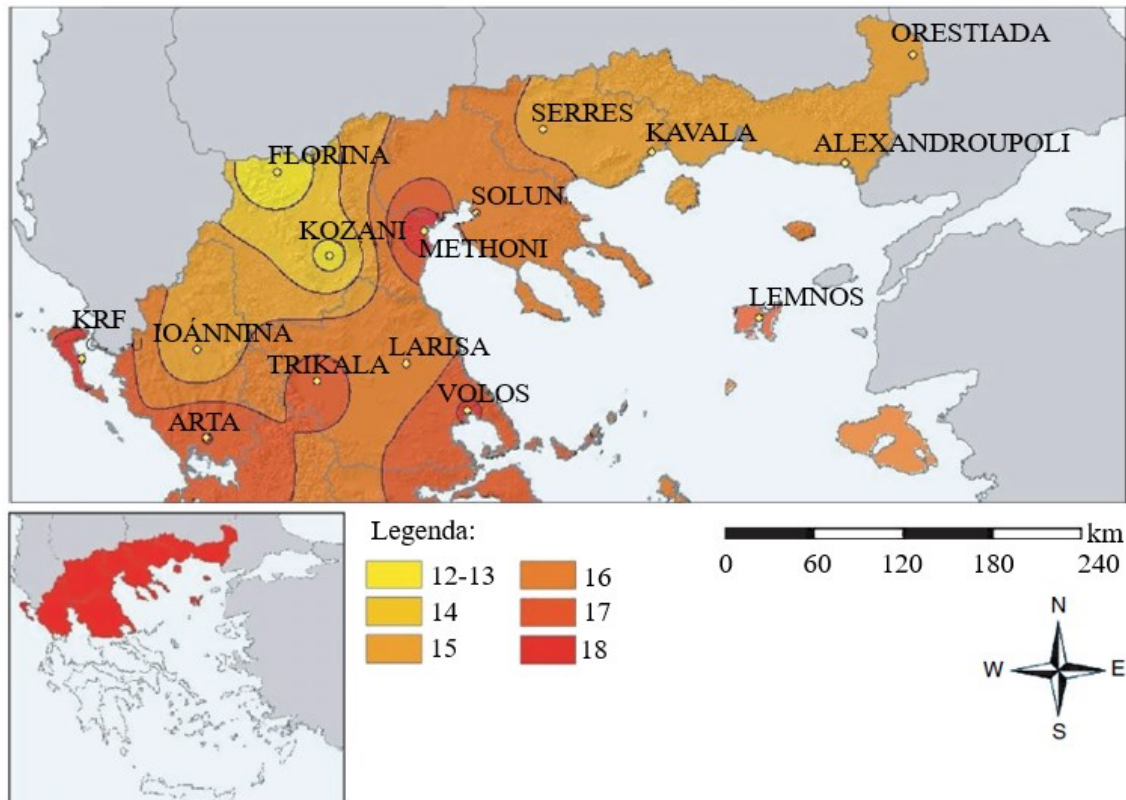 ORESTIADA
SERRES
KAVALA
ALEXANDROUPOLI
FLORINA
SOLUN
KOZANI
METHONI
LEMNOS
KRF
IOÁNNINA
TRIKALA
LARISA
VOLOS
ARTA
Legenda:
12-13
14
15
16
17
18
km
0 60 120 180 240
N
W E
S